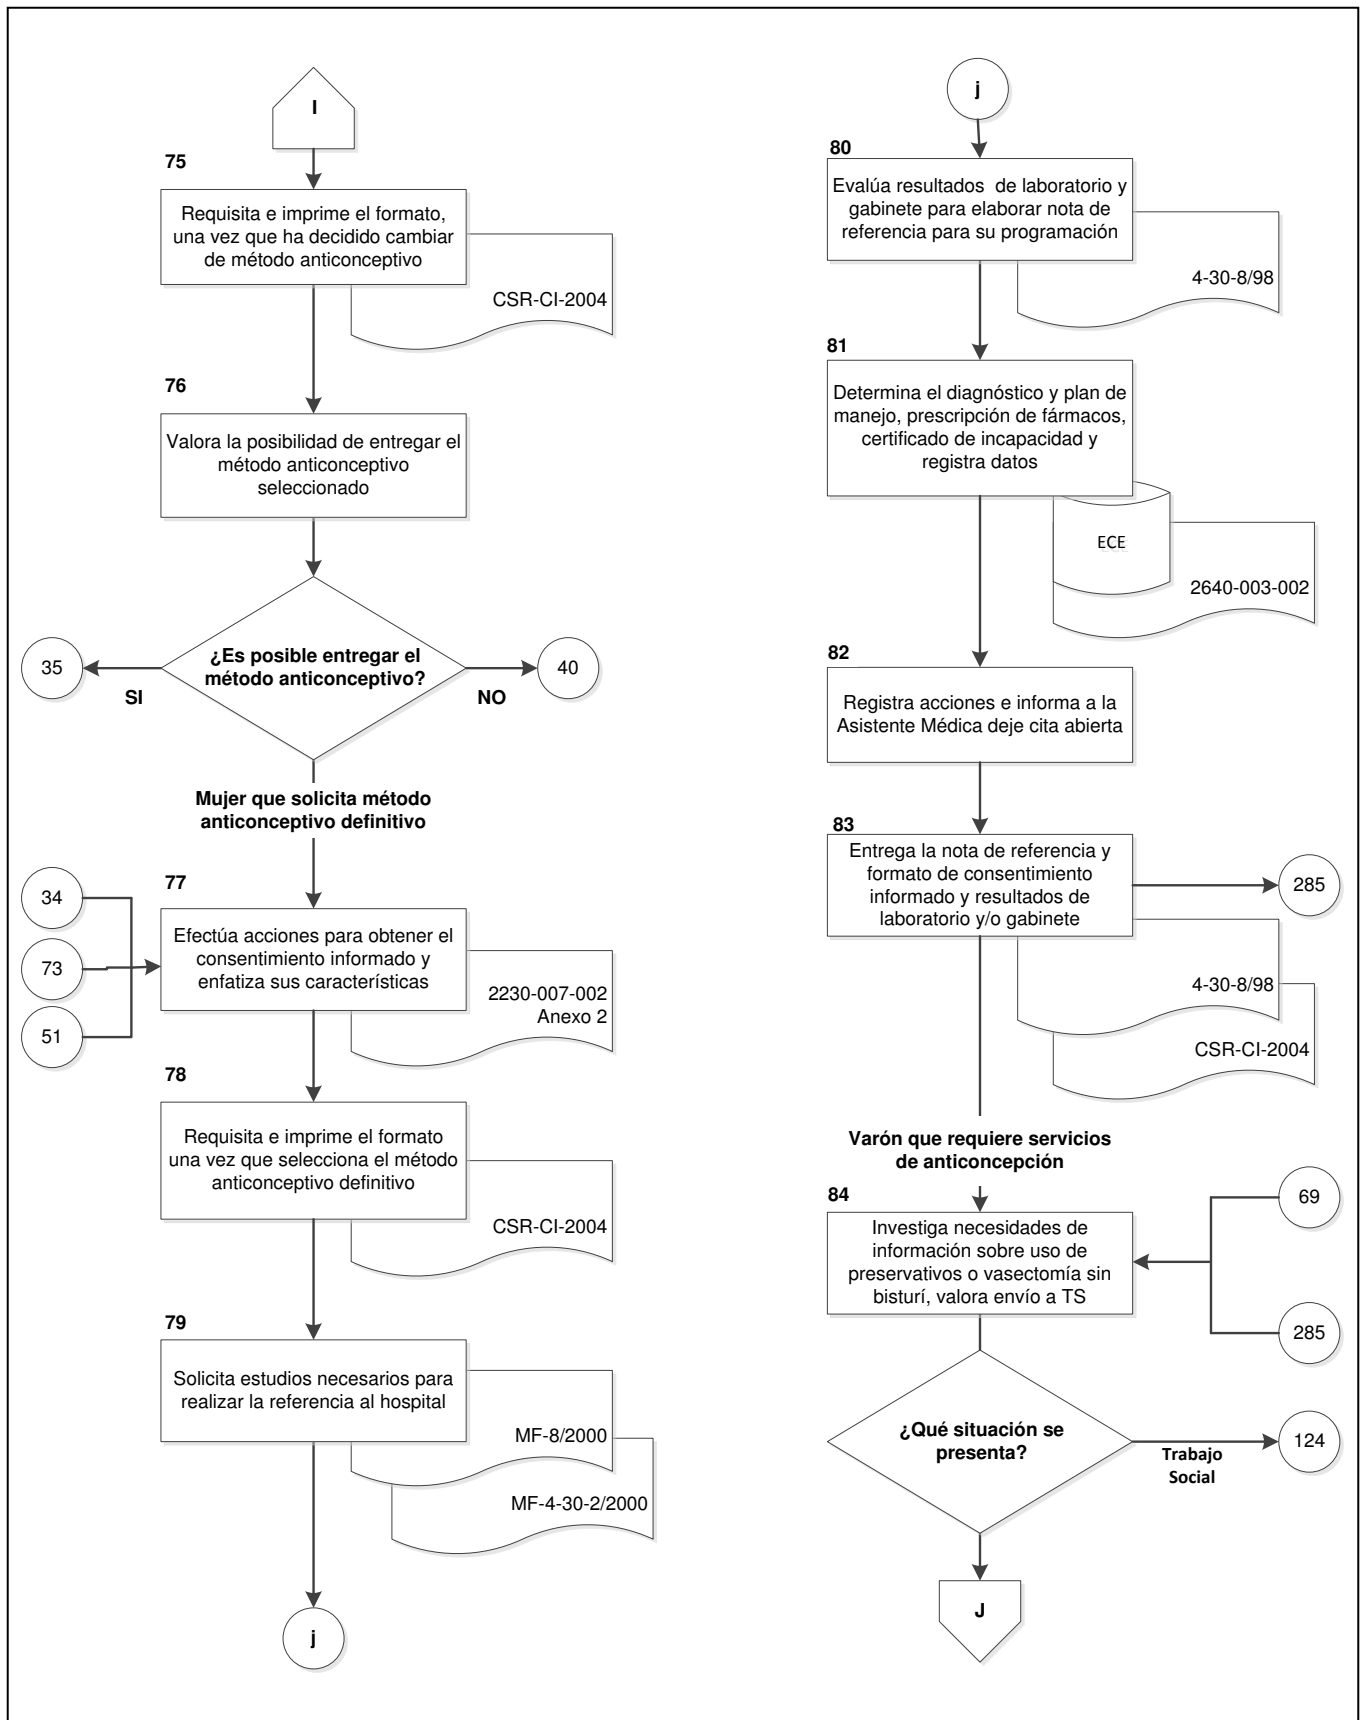 I
75
Requisita e imprime el formato,
una vez que ha decidido cambiar
de método anticonceptivo
CSR-CI-2004
76
Valora la posibilidad de entregar el
método anticonceptivo
seleccionado
¿Es posible entregar el
método anticonceptivo?
35
SI
NO
40
Mujer que solicita método
anticonceptivo definitivo
34
73
51
77
Efectúa acciones para obtener el
consentimiento informado y
enfatiza sus características
2230-007-002
Anexo 2
78
Requisita e imprime el formato
una vez que selecciona el método
anticonceptivo definitivo
CSR-CI-2004
79
Solicita estudios necesarios para
realizar la referencia al hospital
MF-8/2000
MF-4-30-2/2000
j
j
80
Evalúa resultados de laboratorio y
gabinete para elaborar nota de
referencia para su programación
4-30-8/98
81
Determina el diagnóstico y plan de
manejo, prescripción de fármacos,
certificado de incapacidad y
registra datos
ECE
2640-003-002
82
Registra acciones e informa a la
Asistente Médica deje cita abierta
83
Entrega la nota de referencia y
formato de consentimiento
informado y resultados de
laboratorio y/o gabinete
285
4-30-8/98
CSR-CI-2004
Varón que requiere servicios
de anticoncepción
84
Investiga necesidades de
información sobre uso de
preservativos o vasectomía sin
bisturí, valora envío a TS
69
285
¿Qué situación se
presenta?
Trabajo
Social
124
J